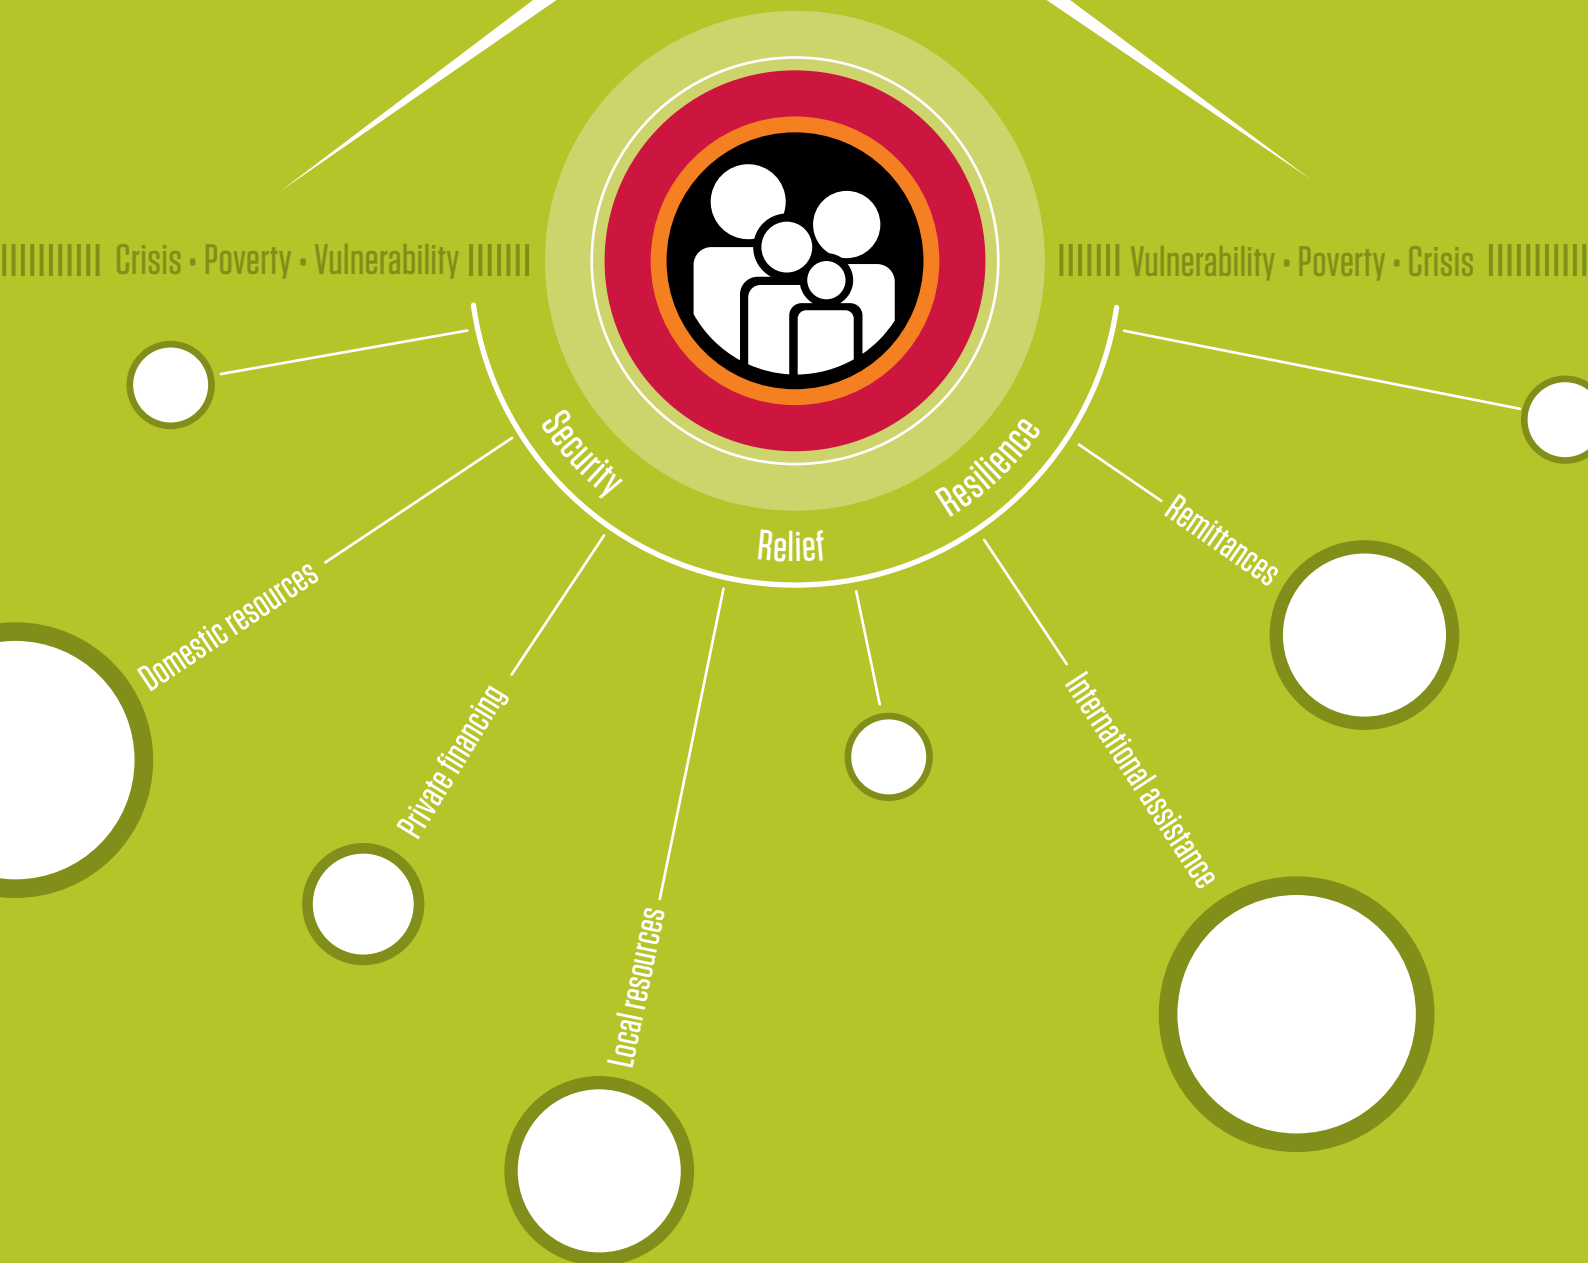 Crisis • Poverty • Vulnerability
Vulnerability • Poverty • Crisis
Security
Relief
Resilience
Domestic resources
Private financing
Local resources
International assistance
Remittances